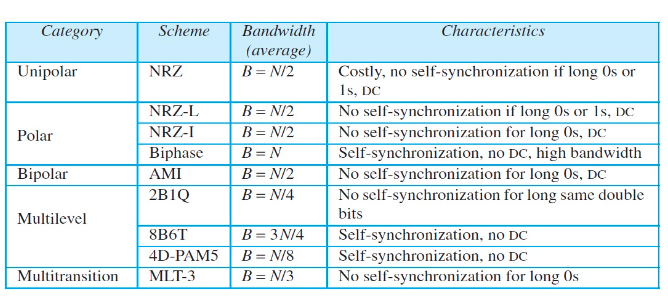 Category Scheme Bandwidth Characteristics
(average)
Unipolar NRZ B = N/2 Costly, no self-synchronization if long 0s or
1s, DC
NRZ-L B = N/2 No self-synchronization if long 0s or 1s, DC
Polar NRZ-I B = N/2 No self-synchronization for long 0s, DC
Biphase B = N Self-synchronization, no DC, high bandwidth
Bipolar AMI B = N/2 No self-synchronization for long 0s, DC
2B1Q B = N/4 No self-synchronization for long same double
Multilevel bits
8B6T B = 3N/4 Self-synchronization, no DC
4D-PAM5 B = N/8 Self-synchronization, no DC
Multitransition MLT-3 B = N/3 No self-synchronization for long 0s